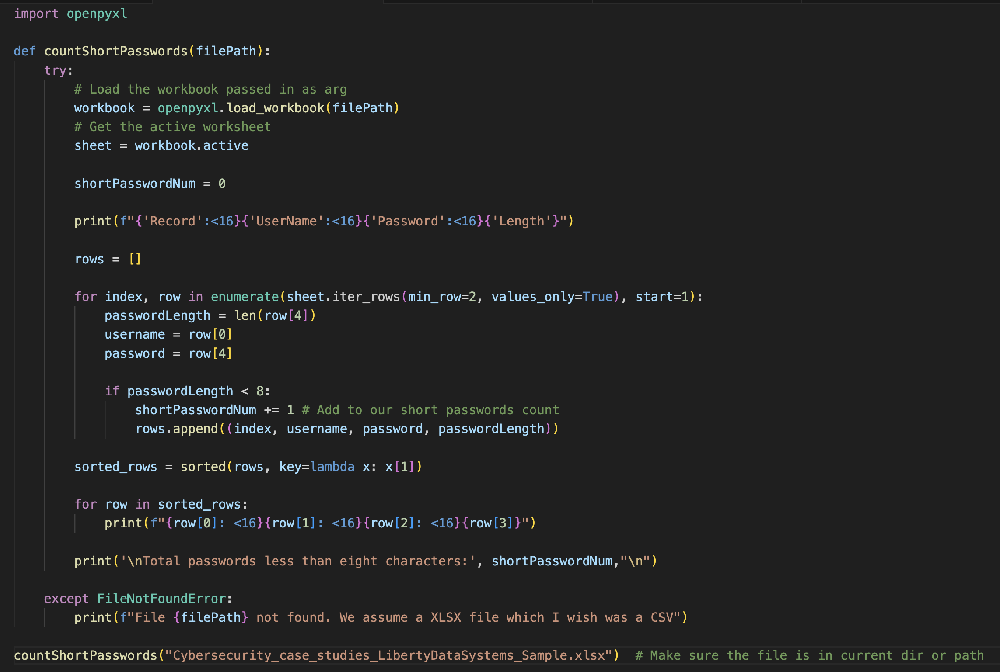 import openpyxl
def countShortPasswords(filePath):
    try:
        # Load the workbook passed in as arg
        workbook = openpyxl.load_workbook(filePath)
        # Get the active worksheet
        sheet = workbook.active
        shortPasswordNum = 0
        print(f"{'Record':<16}{'UserName':<16}{'Password':<16}{'Length'}")
        rows = []
        for index, row in enumerate(sheet.iter_rows(min_row=2, values_only=True), start=1):
            passwordLength = len(row[4])
            username = row[0]
            password = row[4]
            if passwordLength < 8:
                shortPasswordNum += 1 # Add to our short passwords count
                rows.append((index, username, password, passwordLength))
        sorted_rows = sorted(rows, key=lambda x: x[1])
        for row in sorted_rows:
            print(f"{row[0]: <16}{row[1]: <16}{row[2]: <16}{row[3]}")
        print('\nTotal passwords less than eight characters:', shortPasswordNum,"\n")
    except FileNotFoundError:
        print(f"File {filePath} not found. We assume a XLSX file which I wish was a CSV")
countShortPasswords("Cybersecurity_case_studies_LibertyDataSystems_Sample.xlsx")  # Make sure the file is in current dir or path